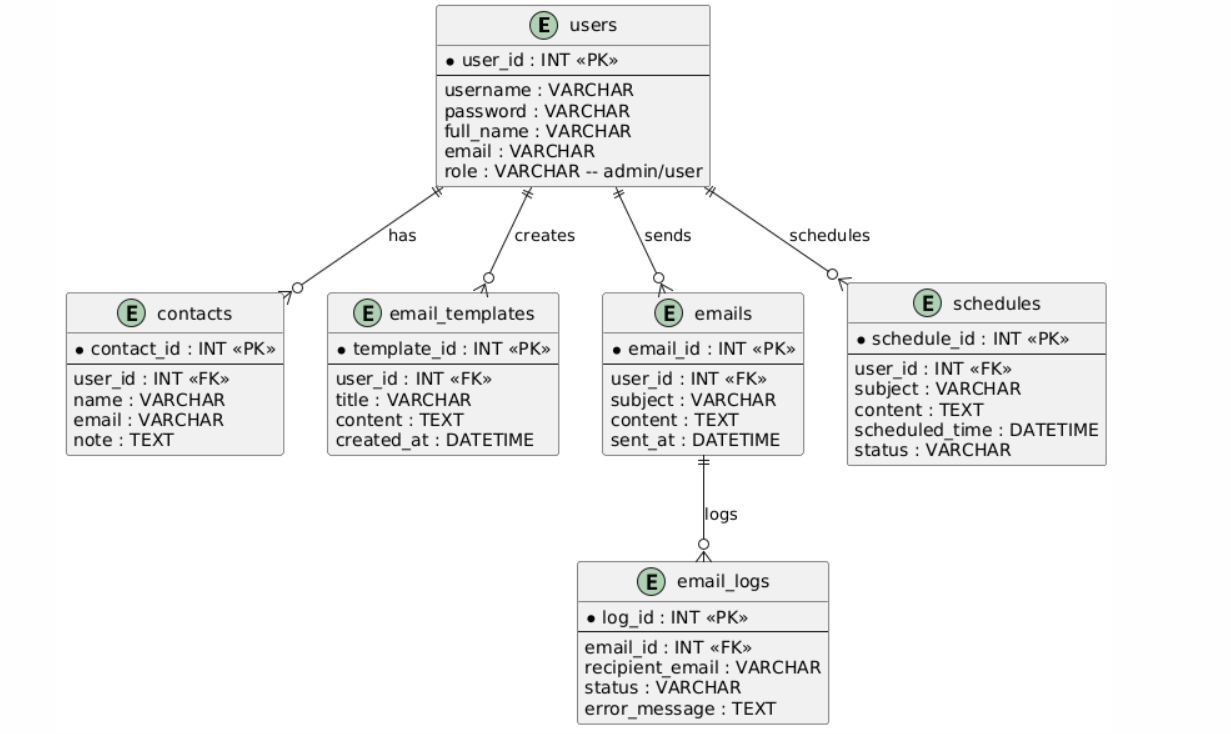 E users
* user_id : INT «PK»
username : VARCHAR
password : VARCHAR
full_name : VARCHAR
email : VARCHAR
role : VARCHAR -- admin/user
has
creates
sends
schedules
E contacts
* contact_id : INT «PK»
user_id : INT «FK»
name : VARCHAR
email : VARCHAR
note : TEXT
E email_templates
* template_id : INT «PK»
user_id : INT «FK»
title : VARCHAR
content : TEXT
created_at : DATETIME
E emails
* email_id : INT «PK»
user_id : INT «FK»
subject : VARCHAR
content : TEXT
sent_at : DATETIME
E schedules
* schedule_id : INT «PK»
user_id : INT «FK»
subject : VARCHAR
content : TEXT
scheduled_time : DATETIME
status : VARCHAR
logs
E email_logs
* log_id : INT «PK»
email_id : INT «FK»
recipient_email : VARCHAR
status : VARCHAR
error_message : TEXT